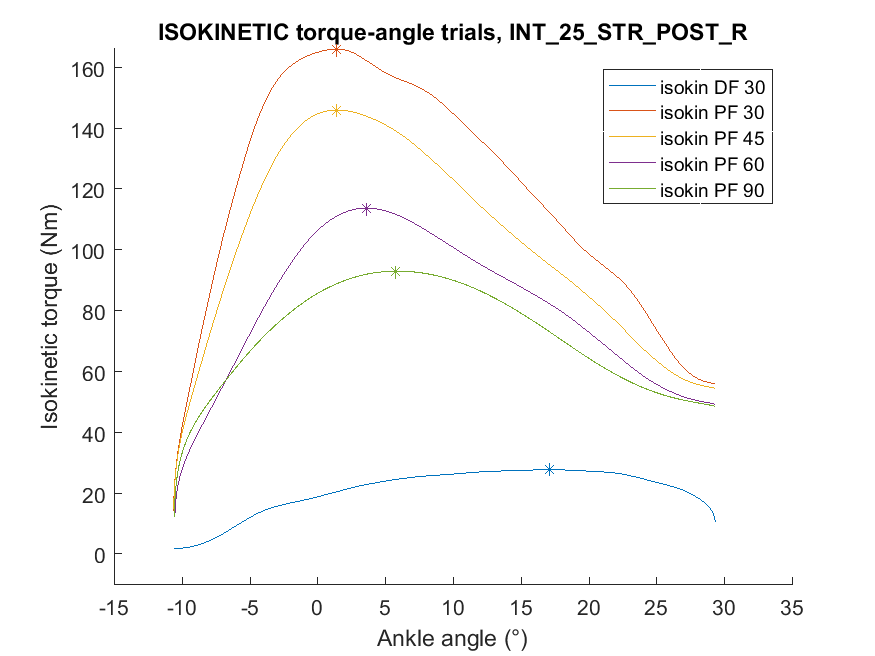 ISOKINETIC torque-angle trials, INT_25_STR_POST_R
160
140
120
100
80
60
40
20
0
Isokinetic torque (Nm)
isokin DF 30
isokin PF 30
isokin PF 45
isokin PF 60
isokin PF 90
-15 -10 -5 0 5 10 15 20 25 30 35
Ankle angle (°)